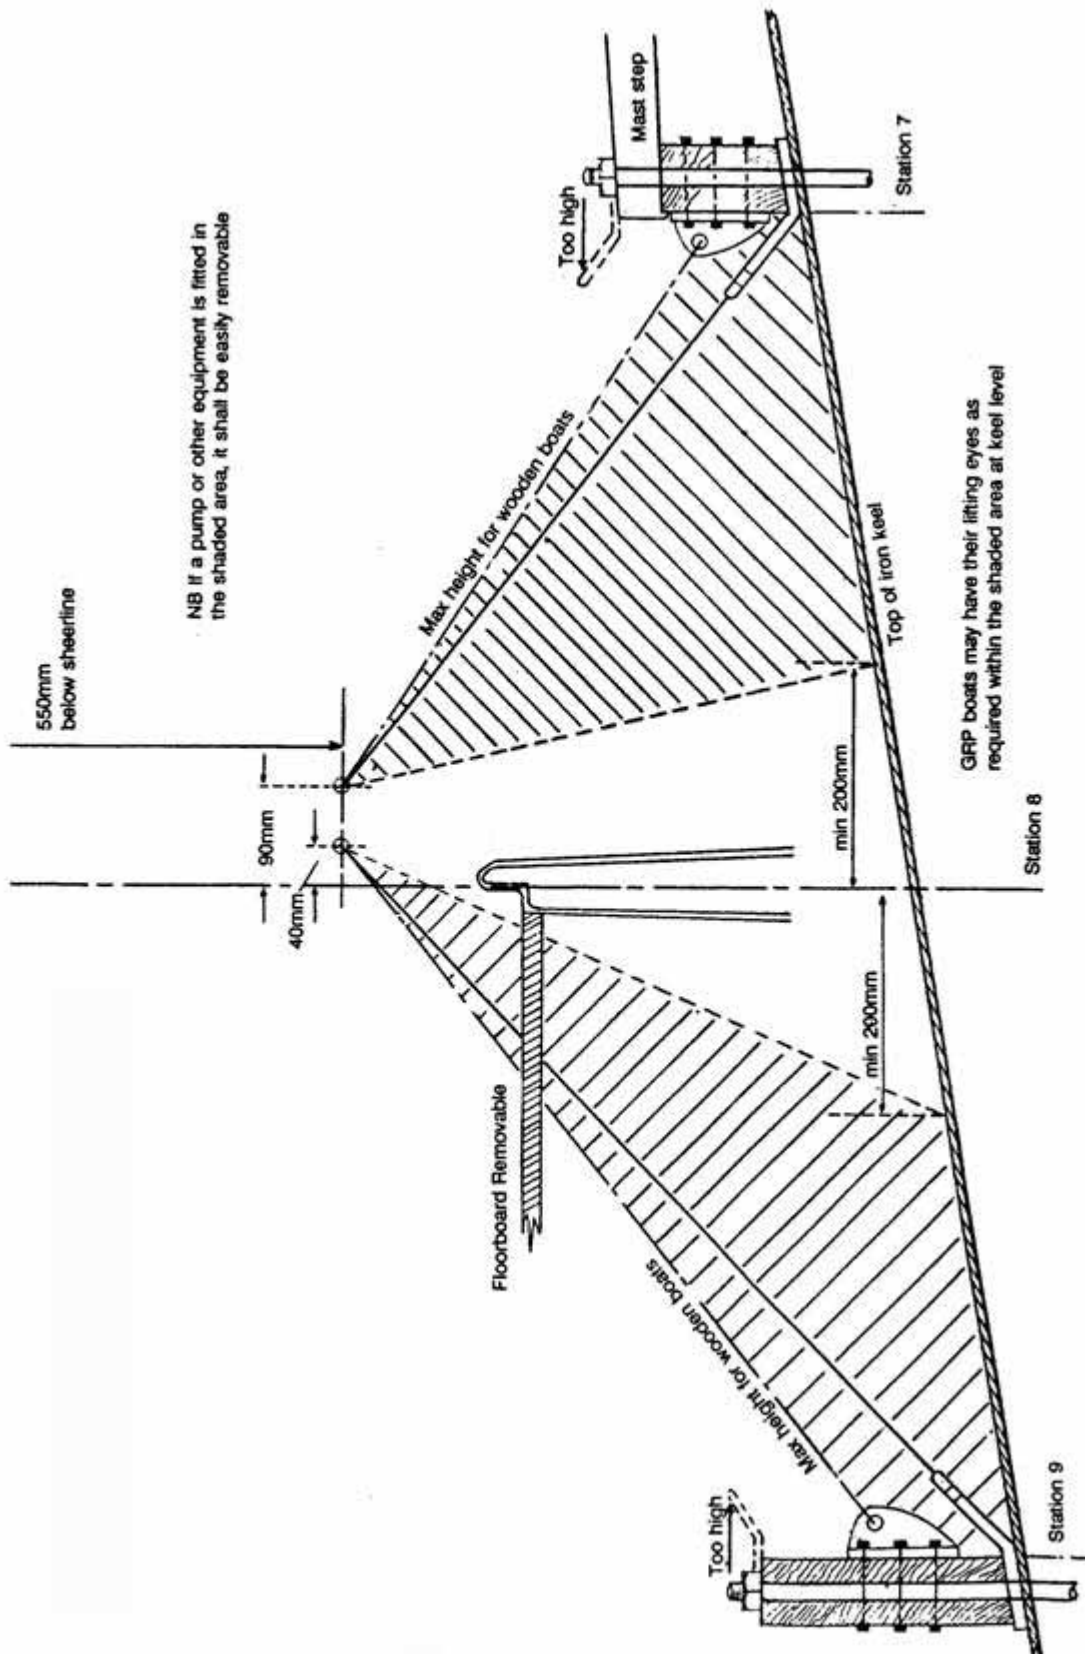 550mm
below sheerline
NB If a pump or other equipment is fitted in
the shaded area, it shall be easily removable
90mm
40mm
Too high
Mast step
Max height for wooden boats
Floorboard Removable
Max height for wooden boats
Too high
min 200mm
min 200mm
Top of iron keel
Station 7
Station 8
Station 9
GRP boats may have their lifting eyes as
required within the shaded area at keel level